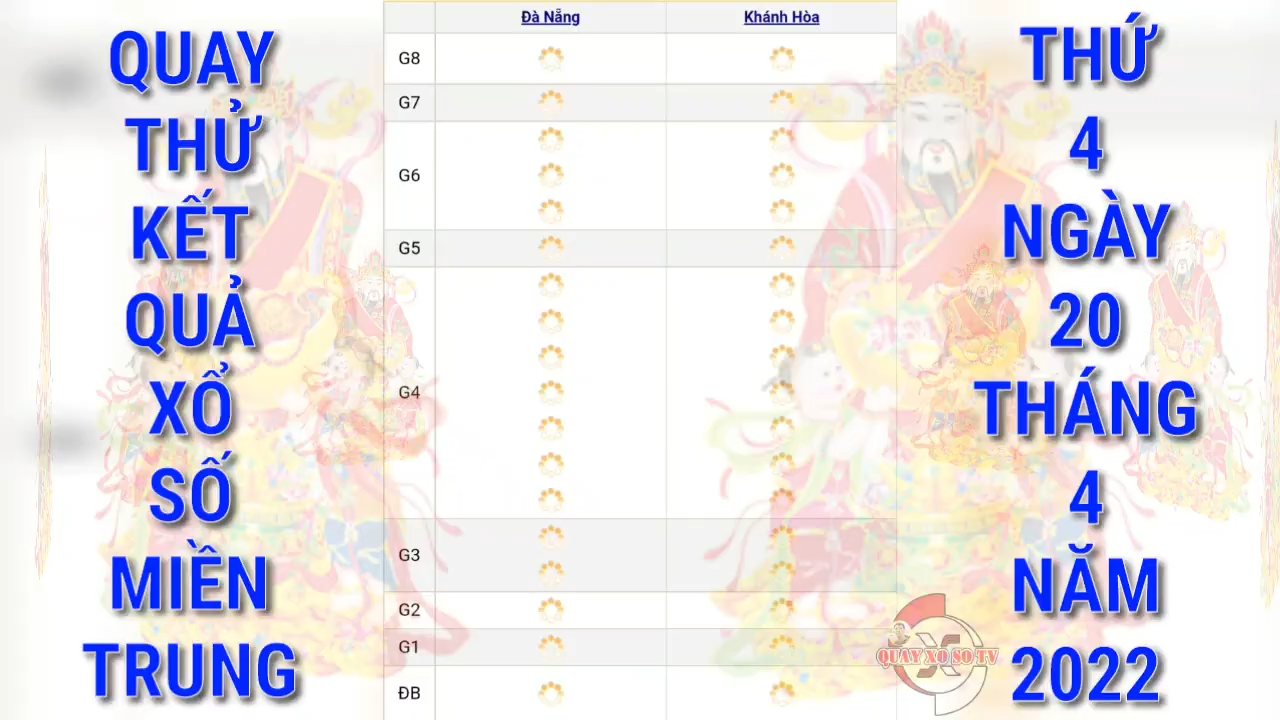 QUAY
THỬ
KẾT
QUẢ
XỔ
SỐ
MIỀN
TRUNG
Đà Nẵng Khánh Hòa
G8
G7
G6
G5
G4
G3
G2
G1
ĐB
THỨ
4
NGÀY
20
THÁNG
4
NĂM
2022
X
QUAY XO SO TV